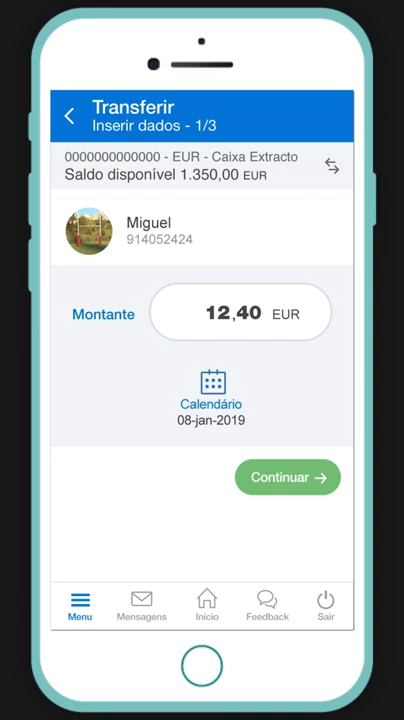 Transferir
Inserir dados - 1/3
0000000000000 - EUR - Caixa Extracto
Saldo disponível 1.350,00 EUR
Miguel
914052424
Montante
12,40 EUR
Calendário
08-jan-2019
Continuar →
Menu
Mensagens
Início
Feedback
Sair